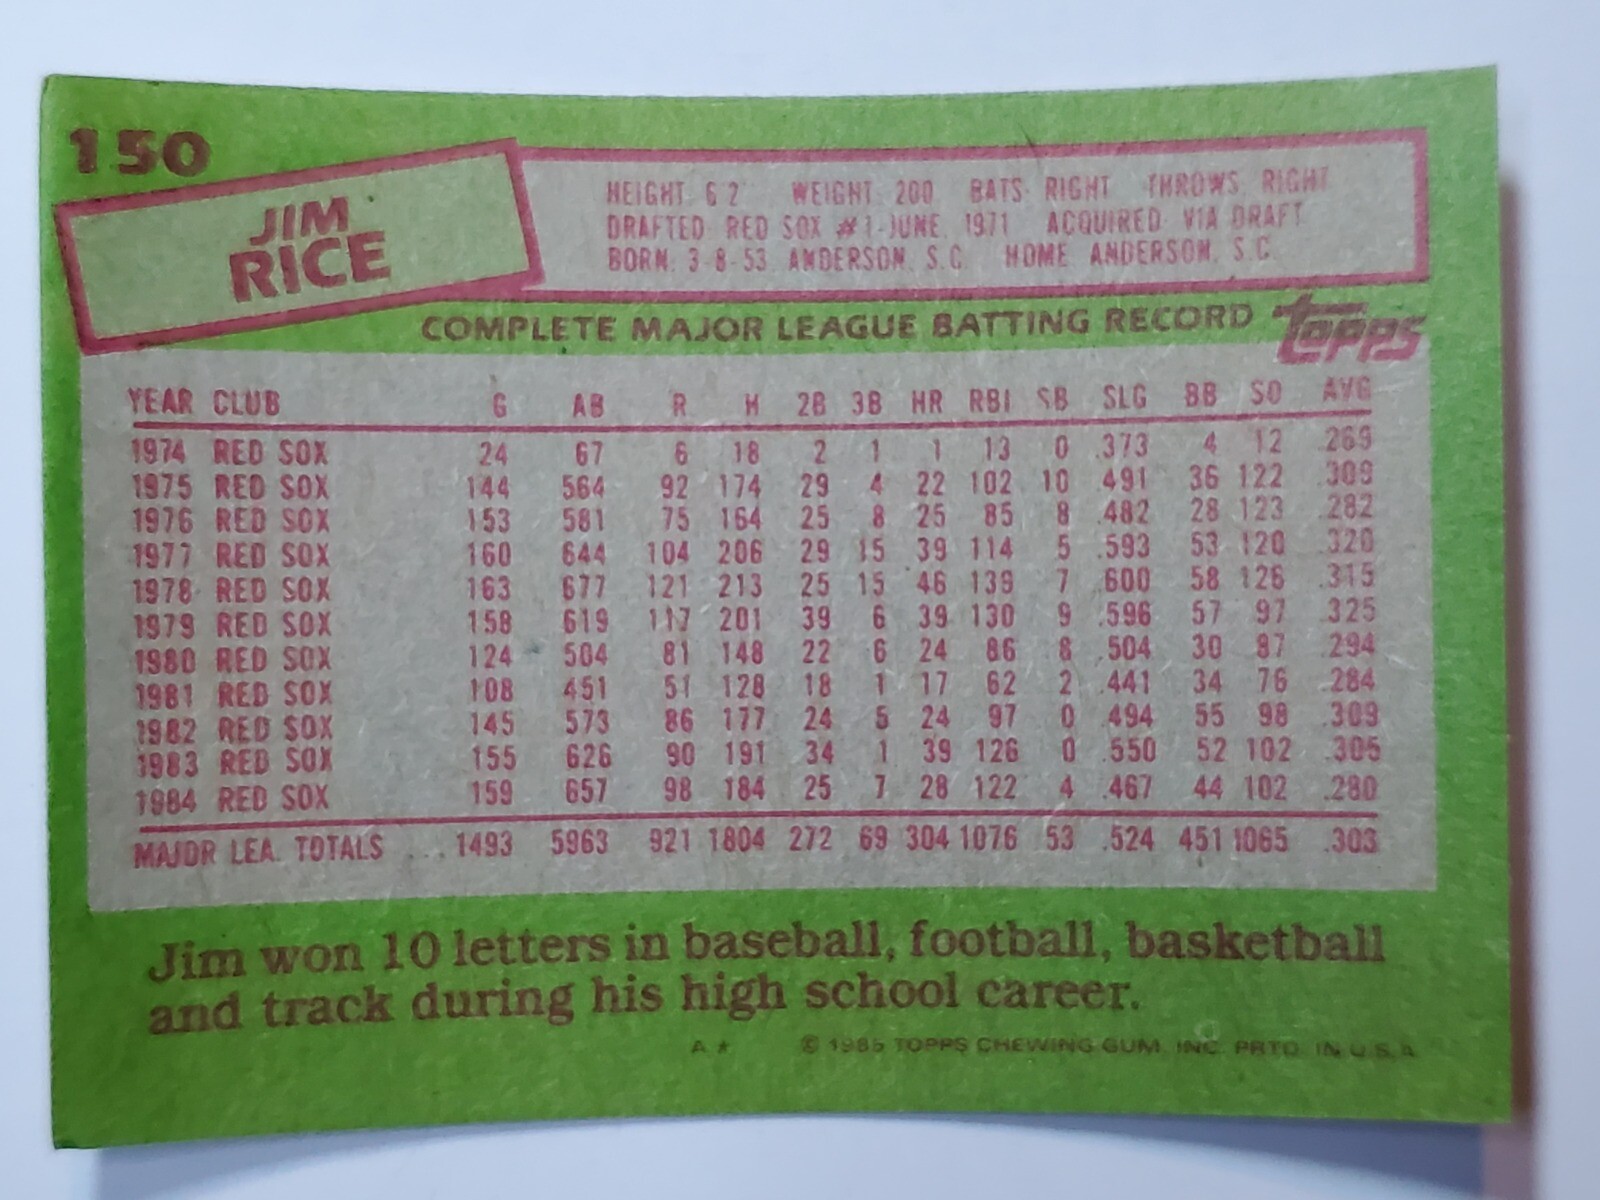 150
JIM
RICE
HEIGHT: 6'2" WEIGHT: 200 BATS: RIGHT THROWS: RIGHT
DRAFTED: RED SOX #1-JUNE, 1971 ACQUIRED: VIA DRAFT
BORN: 3-8-53, ANDERSON, S.C. HOME: ANDERSON, S.C.
COMPLETE MAJOR LEAGUE BATTING RECORD
TOPPS
YEAR CLUB G AB R H 2B 3B HR RBI SB SLG BB SO AVG
1974 RED SOX 24 67 6 18 2 1 1 13 0 .373 4 12 .269
1975 RED SOX 144 564 92 174 29 4 22 102 10 .491 36 122 .309
1976 RED SOX 153 581 75 164 25 8 25 85 8 .482 28 123 .282
1977 RED SOX 160 644 104 206 29 15 39 114 5 .593 53 120 .320
1978 RED SOX 163 677 121 213 25 15 46 139 7 .600 58 126 .315
1979 RED SOX 158 619 117 201 39 6 39 130 9 .596 57 97 .325
1980 RED SOX 124 504 81 148 22 6 24 86 8 .504 30 87 .294
1981 RED SOX 108 451 51 128 18 1 17 62 2 .441 34 76 .284
1982 RED SOX 145 573 86 177 24 5 24 97 0 .494 55 98 .309
1983 RED SOX 155 626 90 191 34 1 39 126 0 .550 52 102 .305
1984 RED SOX 159 657 98 184 25 7 28 122 4 .467 44 102 .280
MAJOR LEA. TOTALS ... 1493 5963 921 1804 272 69 304 1076 53 .524 451 1065 .303
Jim won 10 letters in baseball, football, basketball
and track during his high school career.
A* © 1985 TOPPS CHEWING GUM, INC. PRTD. IN U.S.A.